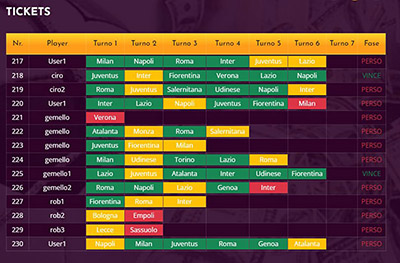 TICKETS
Nr. Player Turno 1 Turno 2 Turno 3 Turno 4 Turno 5 Turno 6 Turno 7 Fase
217 User1 Milan Napoli Roma Inter Juventus Lazio PERSO
218 ciro Juventus Inter Fiorentina Verona Lazio Napoli VINCE
219 ciro2 Roma Juventus Salernitana Udinese Napoli Inter PERSO
220 User1 Inter Lazio Napoli Juventus Fiorentina Milan PERSO
221 gemello Verona PERSO
222 gemello Atalanta Monza Roma Salernitana PERSO
223 gemello Juventus Fiorentina Milan PERSO
224 gemello Milan Udinese Torino Lazio Roma PERSO
225 gemello1 Lazio Juventus Atalanta Inter Udinese Fiorentina VINCE
226 gemello2 Roma Napoli Lazio Genoa Inter PERSO
227 rob1 Fiorentina Roma Inter PERSO
228 rob2 Bologna Empoli PERSO
229 rob3 Lecce Sassuolo PERSO
230 User1 Napoli Milan Juventus Roma Genoa Atalanta PERSO